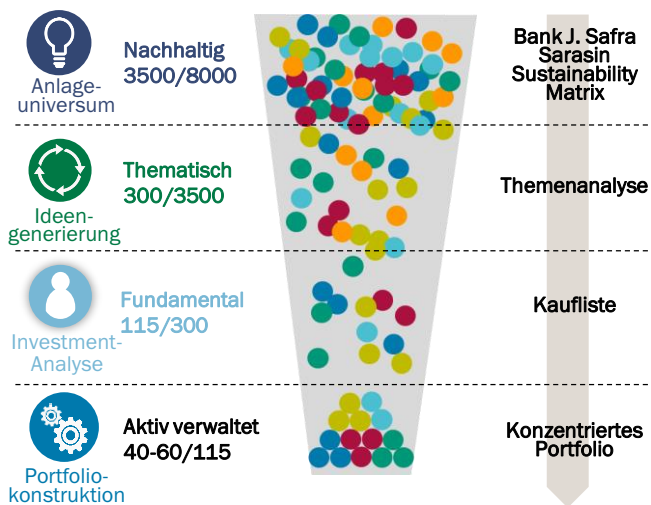 Anlage-
universum
Nachhaltig
3500/8000
Bank J. Safra
Sarasin
Sustainability
Matrix
Ideen-
generierung
Thematisch
300/3500
Themenanalyse
Investment-
Analyse
Fundamental
115/300
Kaufliste
Portfolio-
konstruktion
Aktiv verwaltet
40-60/115
Konzentriertes
Portfolio